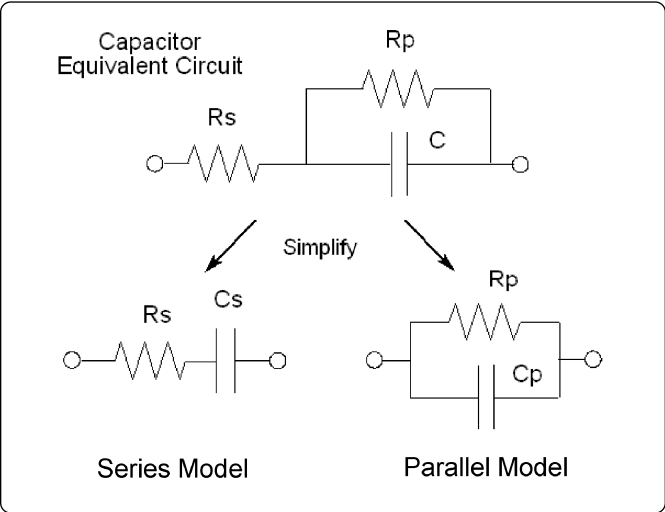 Capacitor
Equivalent Circuit
Rp
Rs
C
Simplify
Rs
Cs
Rp
Cp
Series Model
Parallel Model